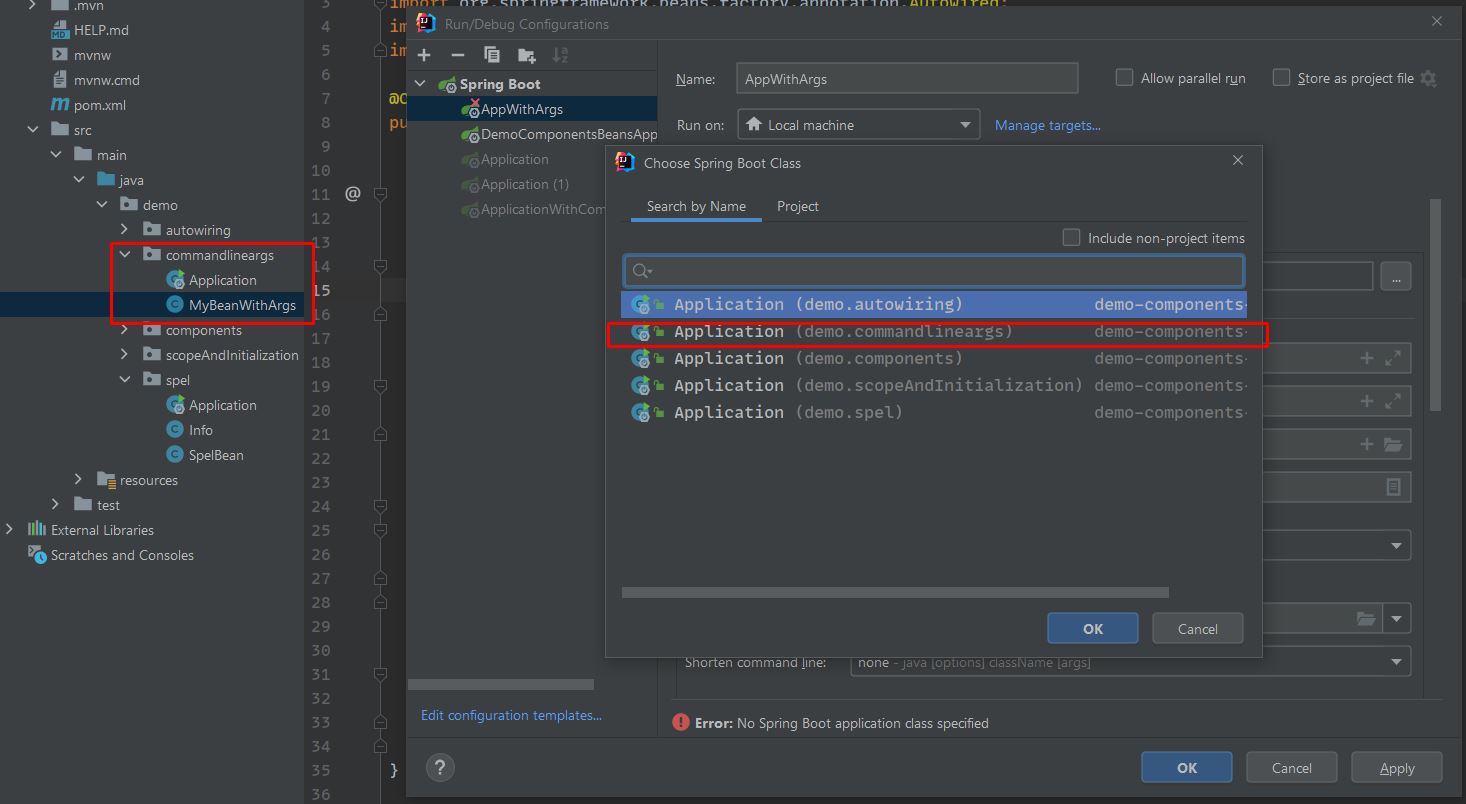 .mvn
HELP.md
mvnw
mvnw.cmd
pom.xml
src
main
java
demo
autowiring
commandlineargs
Application
MyBeanWithArgs
components
scopeAndInitialization
spel
Application
Info
SpelBean
resources
test
External Libraries
Scratches and Consoles
3
4
5
6
7
8
9
10
11
12
13
14
15
16
17
18
19
20
21
22
23
24
25
26
27
28
29
30
31
32
33
34
35
36
@
import org.springframework.beans.factory.annotation.Autowired;
im
im
@C
pu
}
Run/Debug Configurations
Spring Boot
AppWithArgs
DemoComponentsBeansApp
Application
Application (1)
ApplicationWithCom
Edit configuration templates...
Name: AppWithArgs
Allow parallel run
Store as project file
Run on: Local machine
Manage targets...
Choose Spring Boot Class
Search by Name
Project
Include non-project items
Application (demo.autowiring) demo-components-
Application (demo.commandlineargs) demo-components-
Application (demo.components) demo-components-
Application (demo.scopeAndInitialization) demo-components-
Application (demo.spel) demo-components-
OK
Cancel
...
Shorten command line: none - java [options] className [args]
Error: No Spring Boot application class specified
?
OK
Cancel
Apply